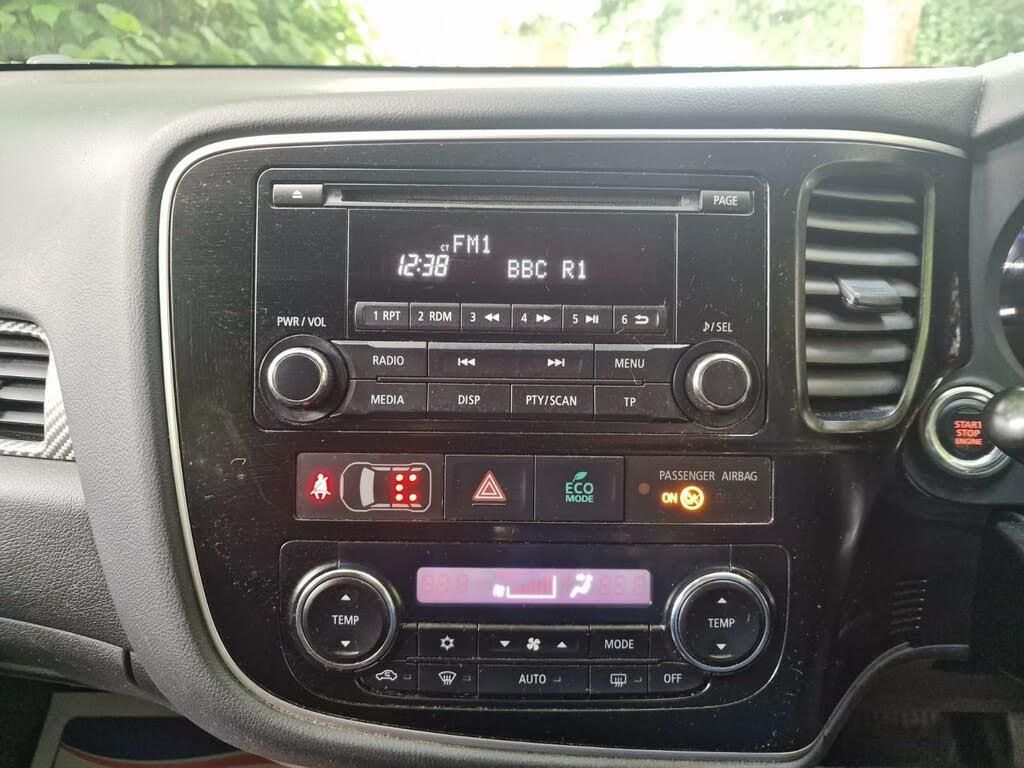 PAGE
CT FM1
12:38 BBC R1
1 RPT 2 RDM 3 4 5 6
PWR / VOL
/ SEL
RADIO MENU
MEDIA DISP PTY/SCAN TP
START
STOP
ENGINE
ECO
MODE
PASSENGER AIRBAG
ON
TEMP
TEMP
MODE
AUTO OFF